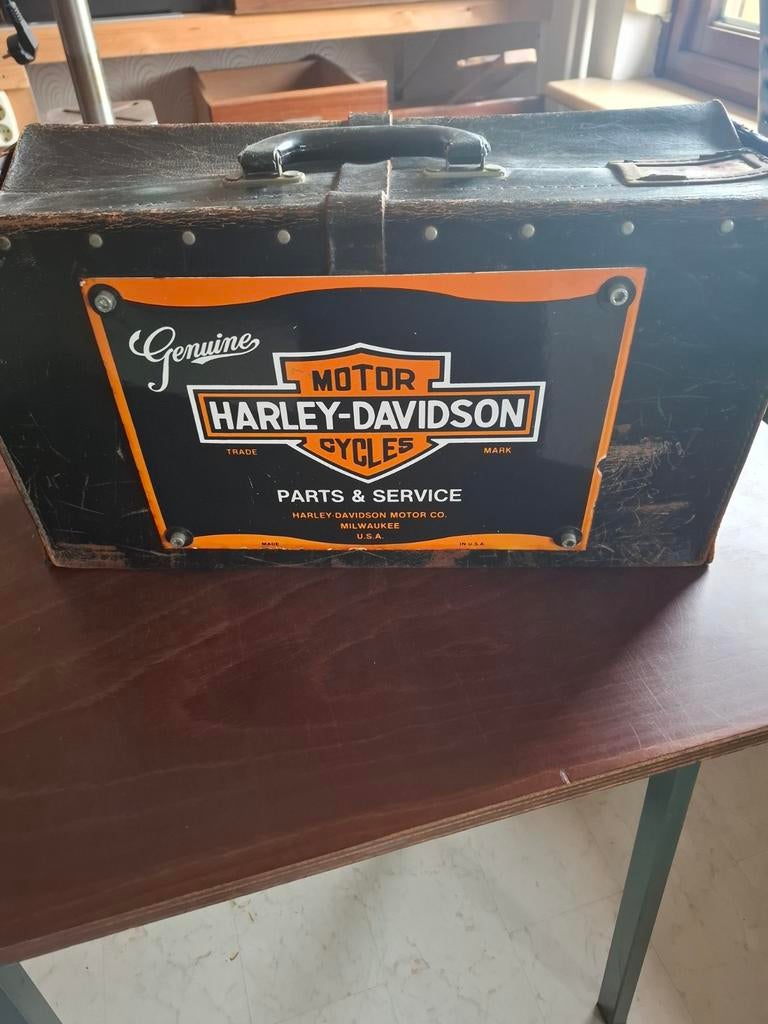 Genuine
MOTOR
HARLEY-DAVIDSON
CYCLES
TRADE MARK
PARTS & SERVICE
HARLEY-DAVIDSON MOTOR CO.
MILWAUKEE
U.S.A.
MADE IN U.S.A.